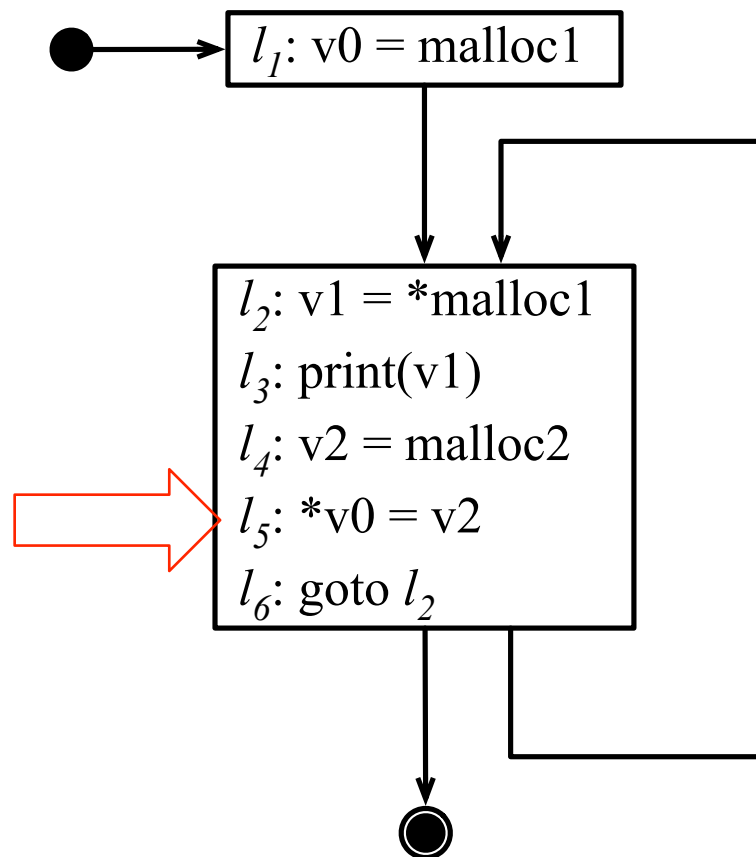 l₁: v0 = malloc1
l₂: v1 = *malloc1
l₃: print(v1)
l₄: v2 = malloc2
l₅: *v0 = v2
l₆: goto l₂